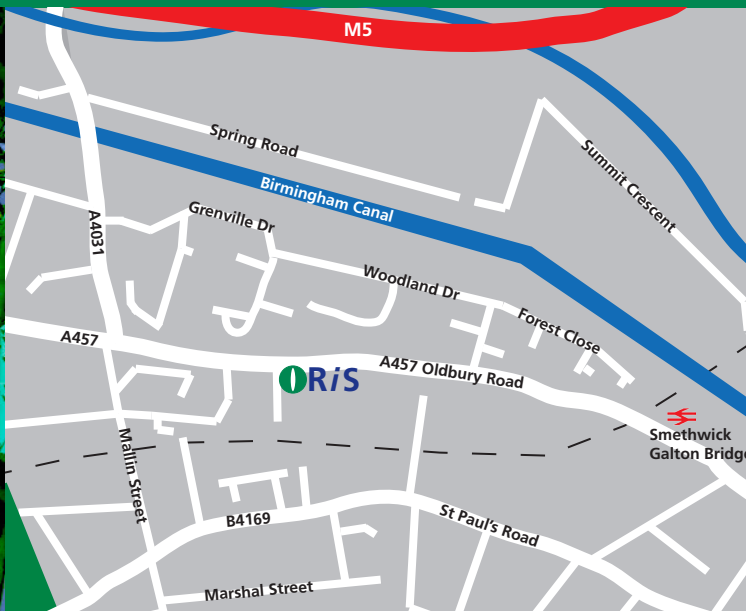 M5
Spring Road
Summit Crescent
Birmingham Canal
Grenville Dr
A4031
Woodland Dr
Forest Close
A457
A457 Oldbury Road
RiS
Smethwick
Galton Bridge
Mallin Street
B4169
St Paul's Road
Marshal Street